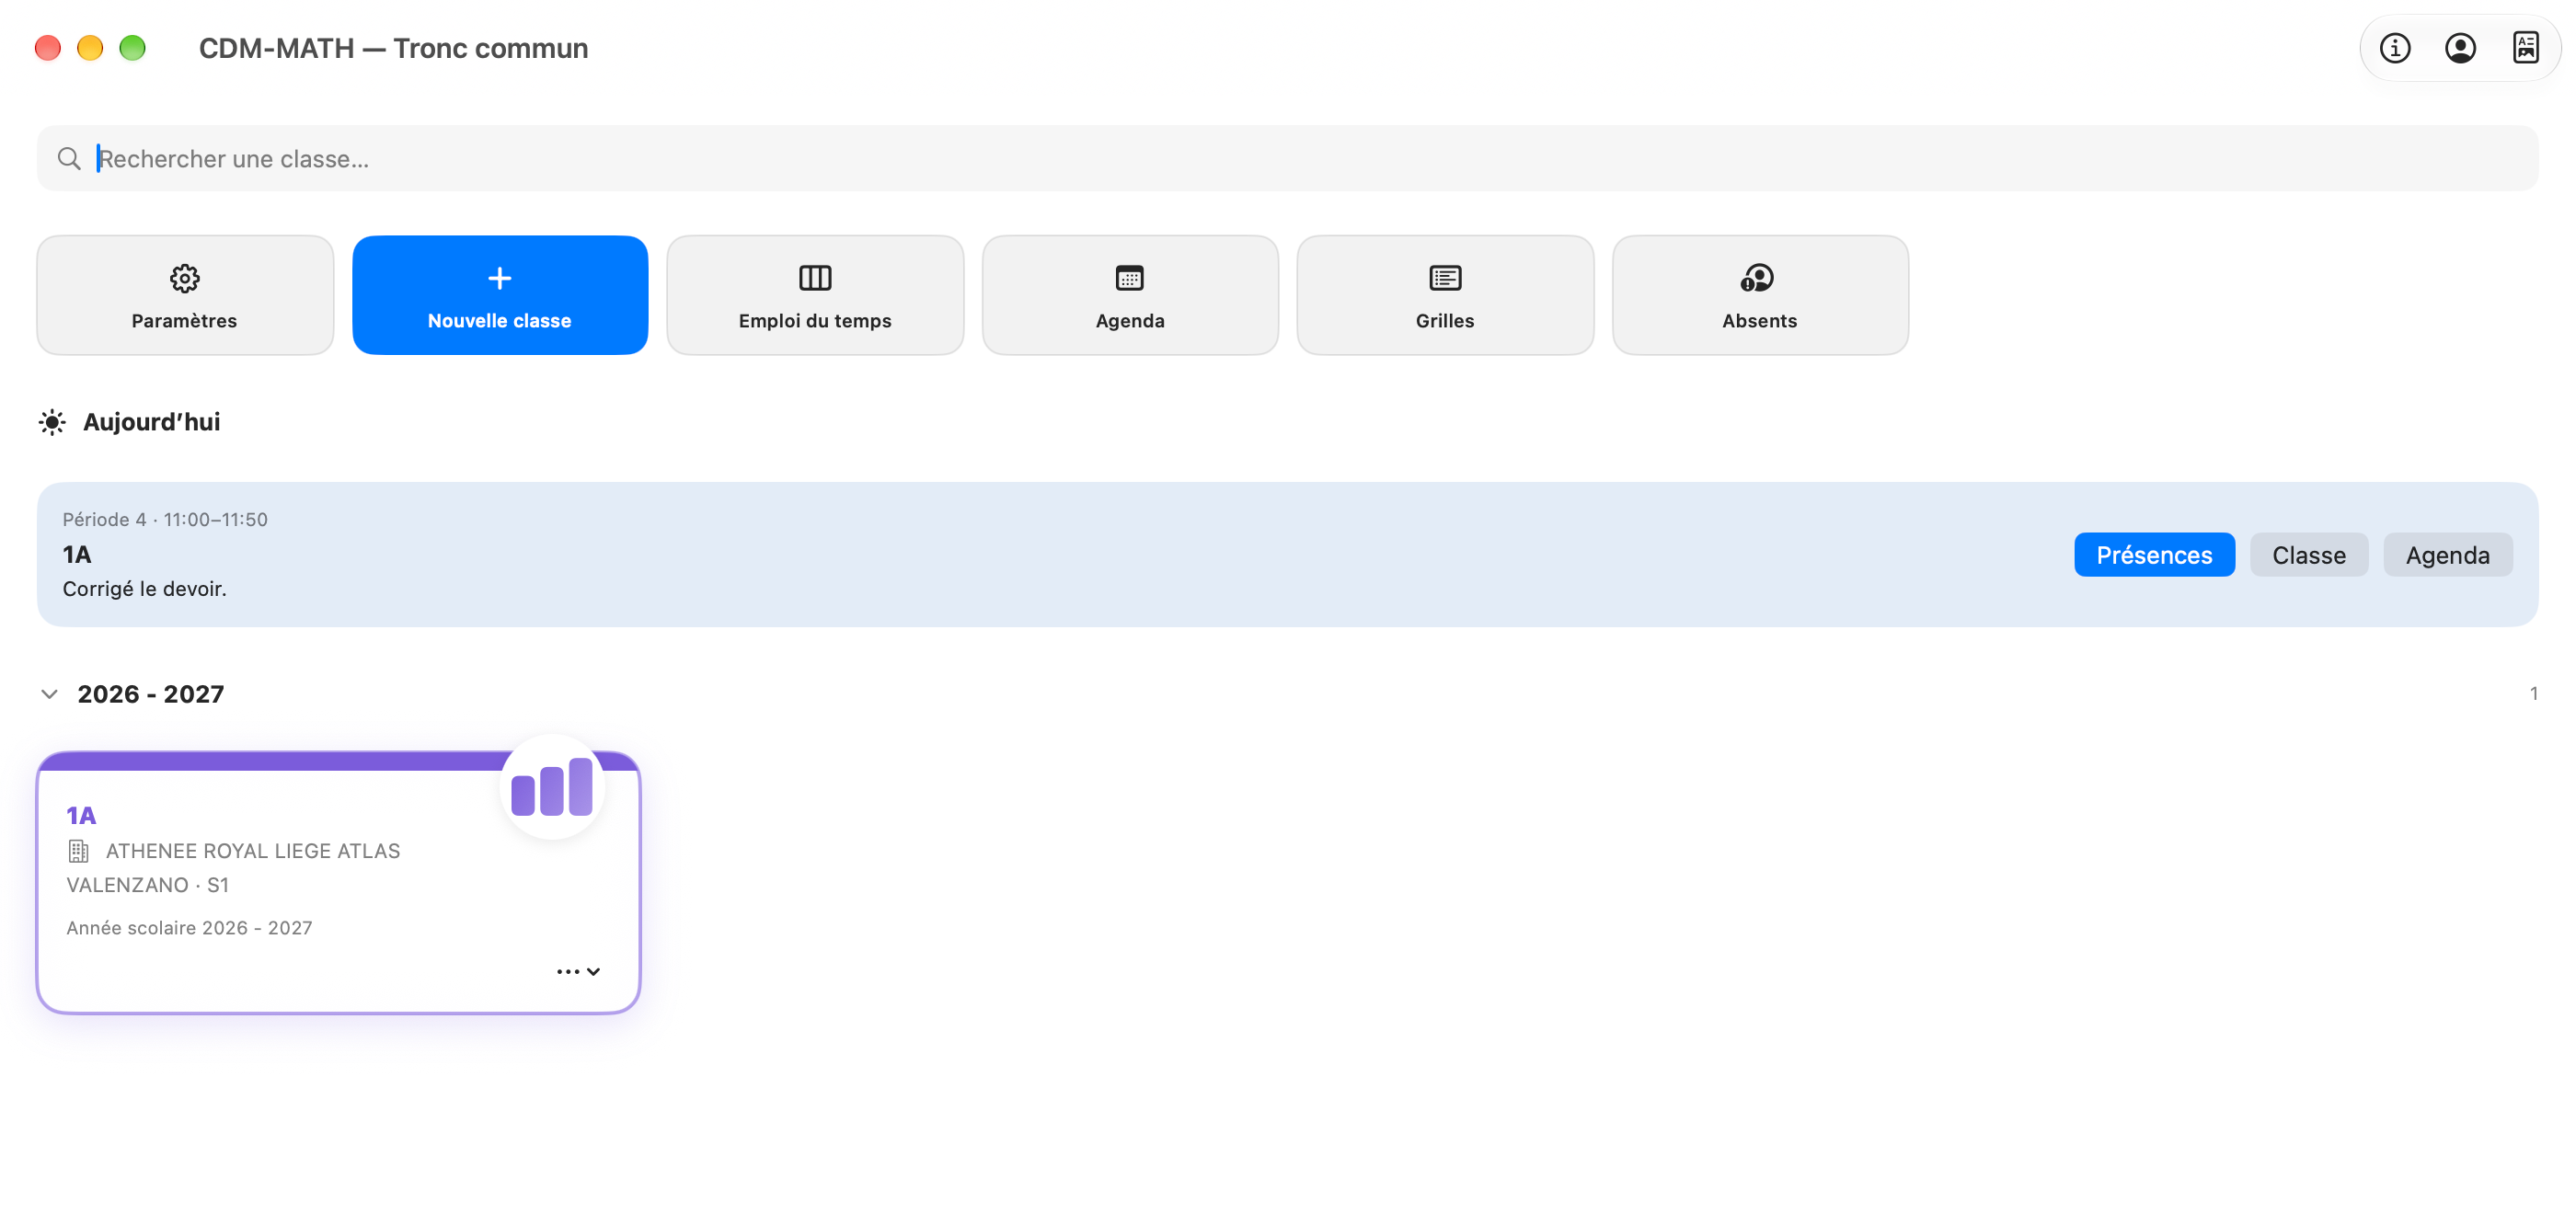 CDM-MATH — Tronc commun
Rechercher une classe...
Paramètres
Nouvelle classe
Emploi du temps
Agenda
Grilles
Absents
Aujourd’hui
Période 4 · 11:00–11:50
1A
Corrigé le devoir.
Présences
Classe
Agenda
2026 - 2027
1
1A
ATHENEE ROYAL LIEGE ATLAS
VALENZANO · S1
Année scolaire 2026 - 2027